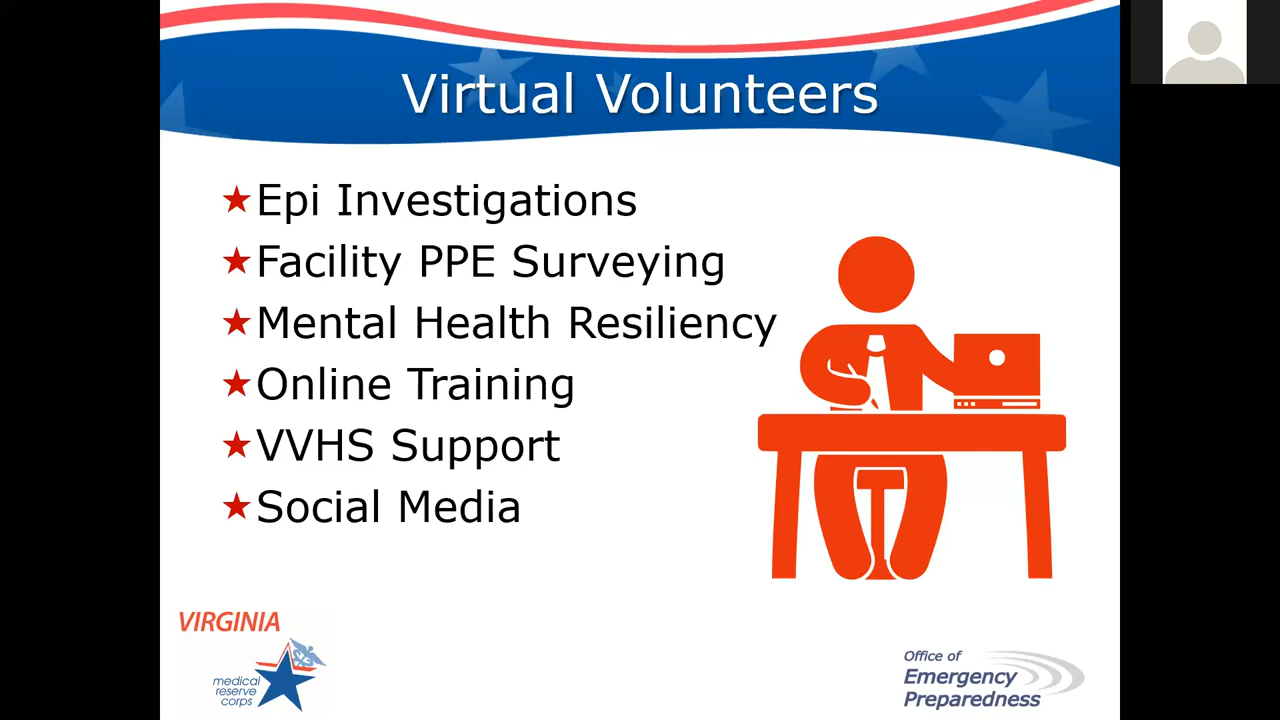 Virtual Volunteers
Epi Investigations
Facility PPE Surveying
Mental Health Resiliency
Online Training
VVHS Support
Social Media
VIRGINIA
medical
reserve
corps
Office of
Emergency
Preparedness